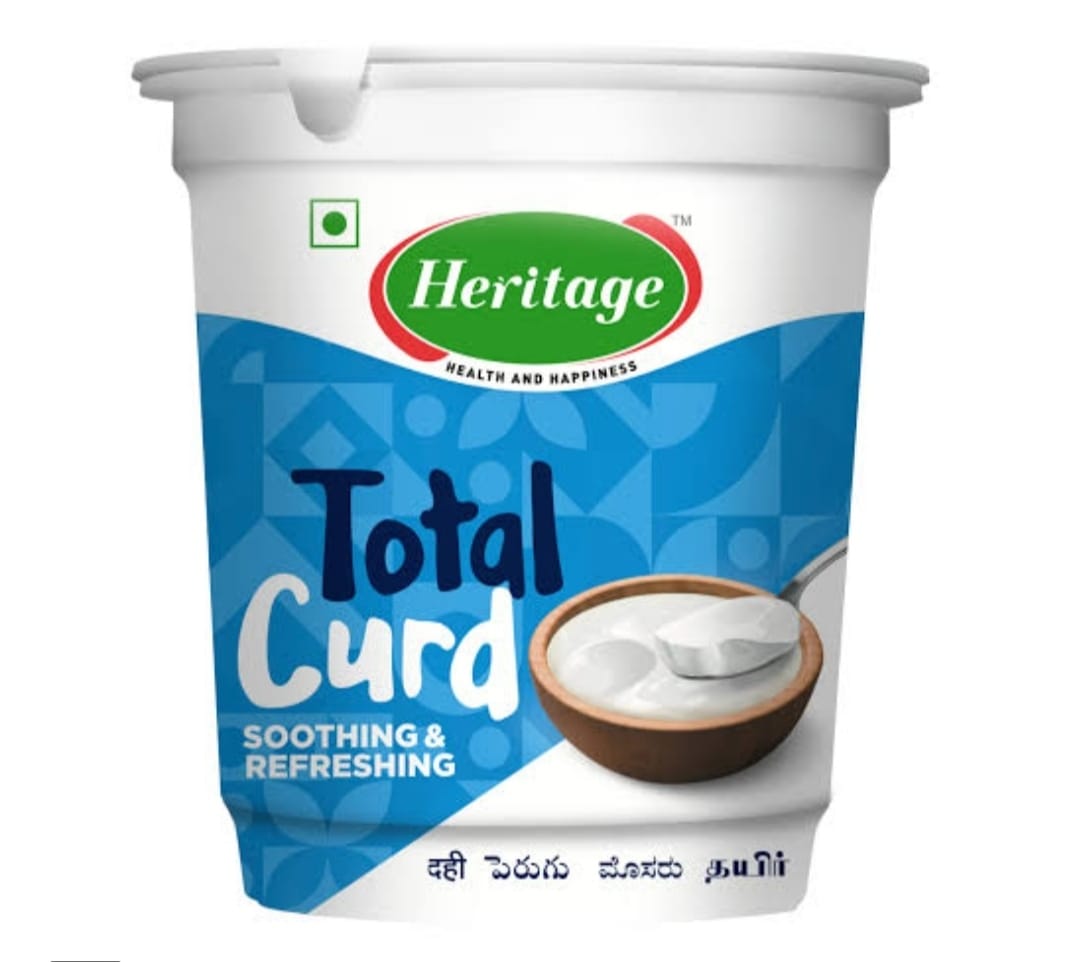 Heritage
TM
HEALTH AND HAPPINESS
Total
Curd
SOOTHING &
REFRESHING
दही పెరుగు ಮೊಸರು தயிர்